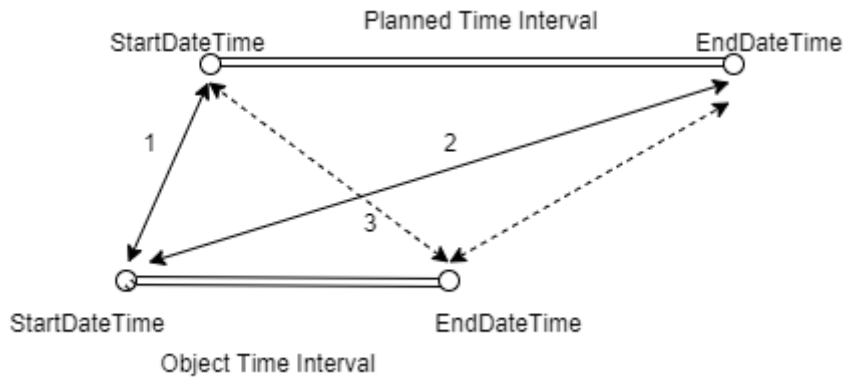 Planned Time Interval
StartDateTime
EndDateTime
1
2
3
StartDateTime
EndDateTime
Object Time Interval